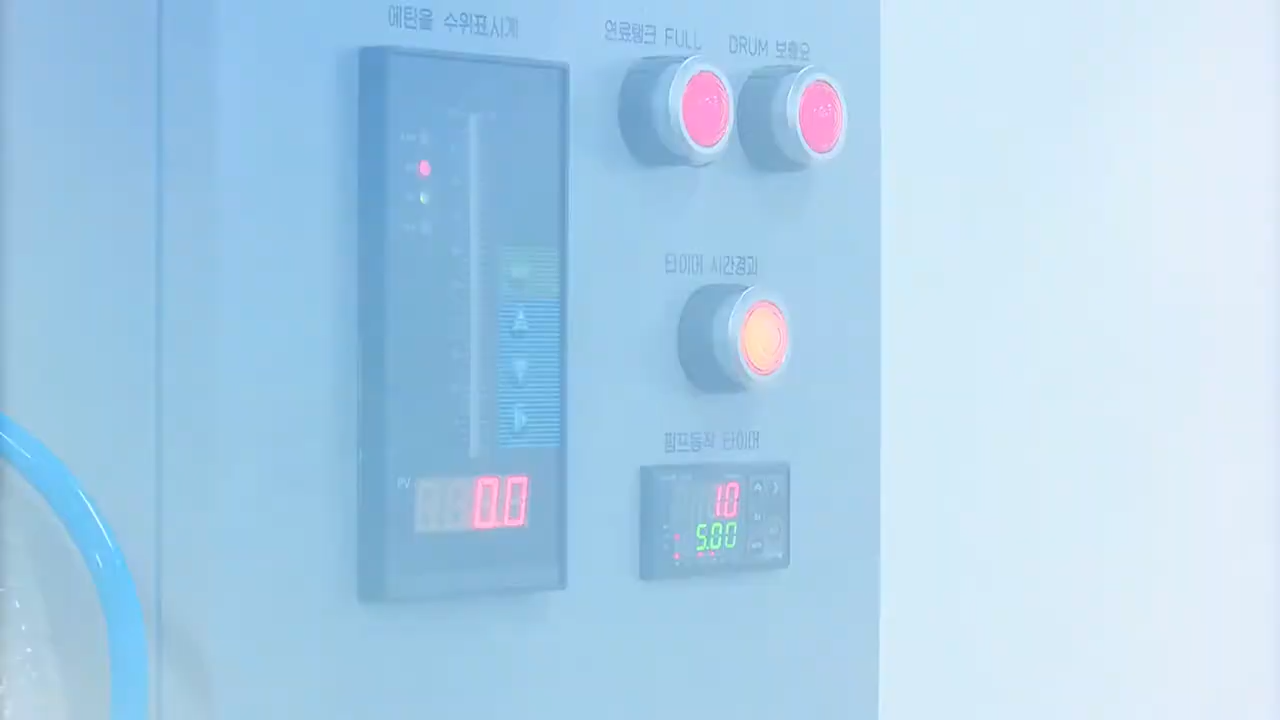 에탄올 수위표시계
연료탱크 FULL
DRUM 보충요
타이머 시간경과
펌프동작 타이머
PV
0.0
1.0
5.00